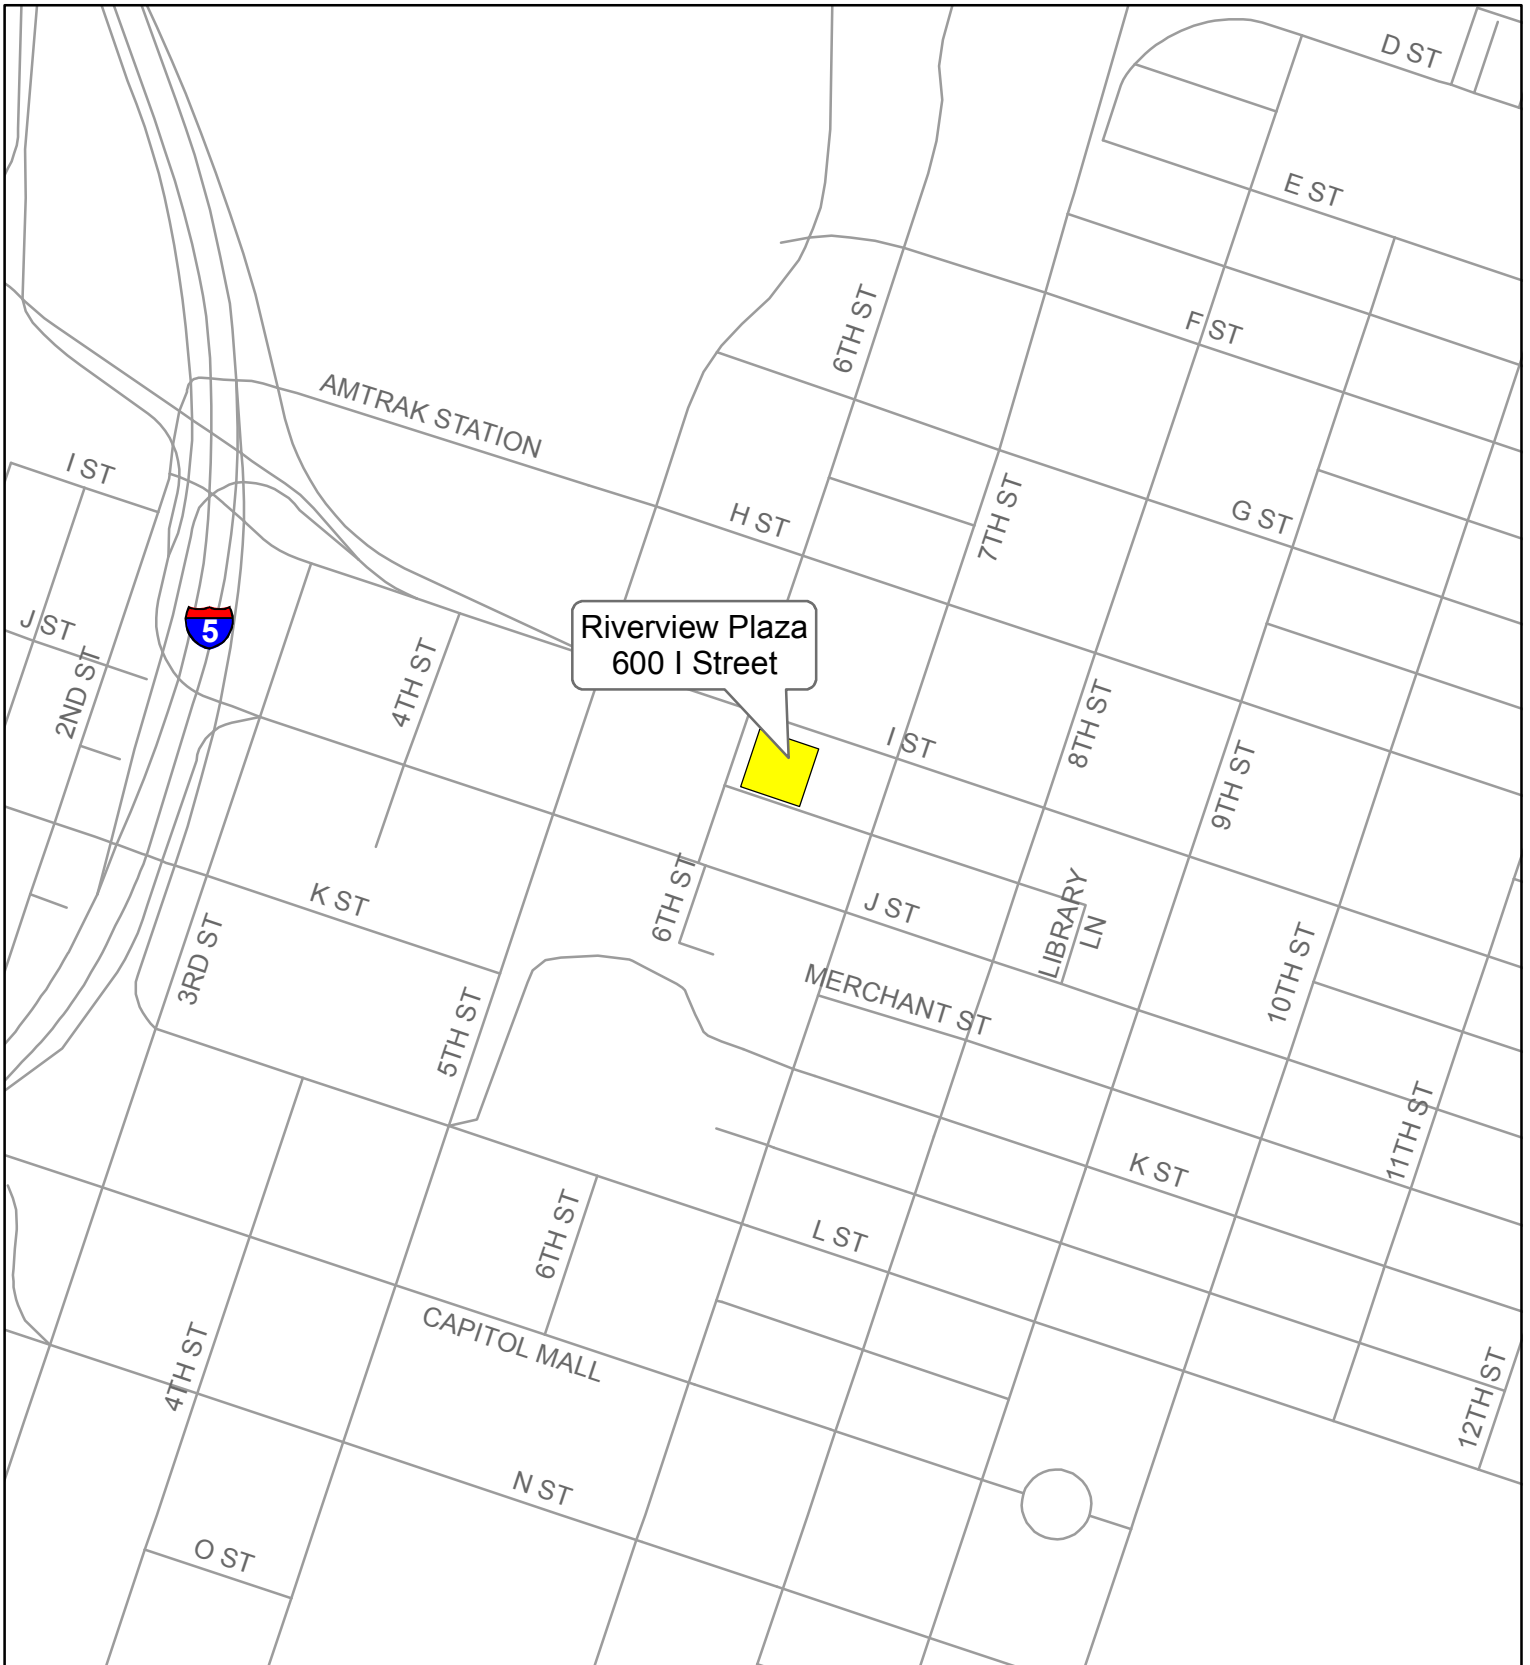 D ST
E ST
F ST
6TH ST
AMTRAK STATION
I ST
H ST
7TH ST
G ST
J ST
5
Riverview Plaza
600 I Street
2ND ST
4TH ST
8TH ST
I ST
9TH ST
K ST
6TH ST
J ST
LIBRARY
LN
3RD ST
10TH ST
MERCHANT ST
5TH ST
11TH ST
K ST
6TH ST
L ST
CAPITOL MALL
4TH ST
12TH ST
N ST
O ST